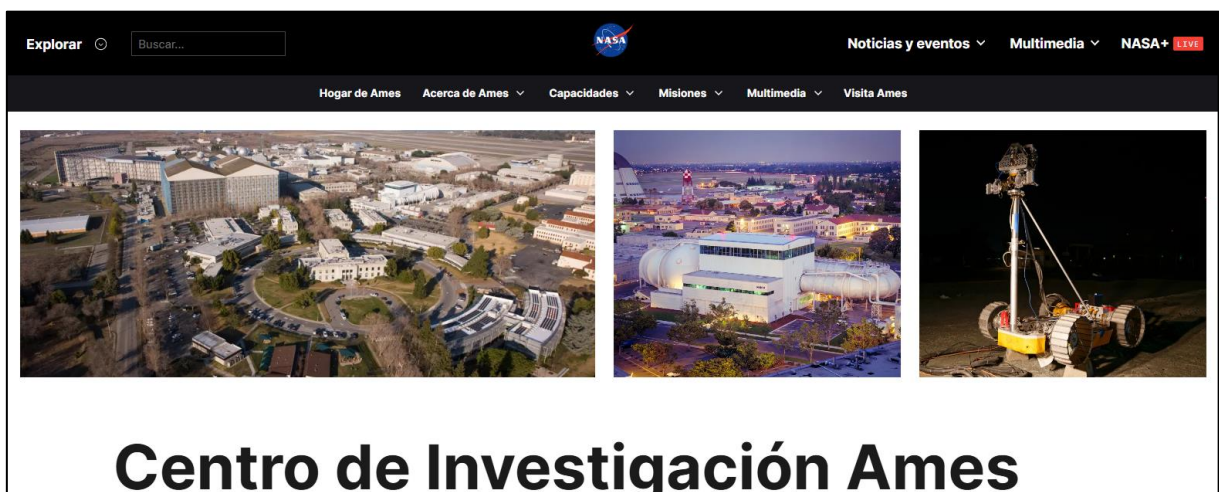 Explorar
Buscar...
NASA
Noticias y eventos
Multimedia
NASA+ LIVE
Hogar de Ames
Acerca de Ames
Capacidades
Misiones
Multimedia
Visita Ames
Centro de Investigación Ames